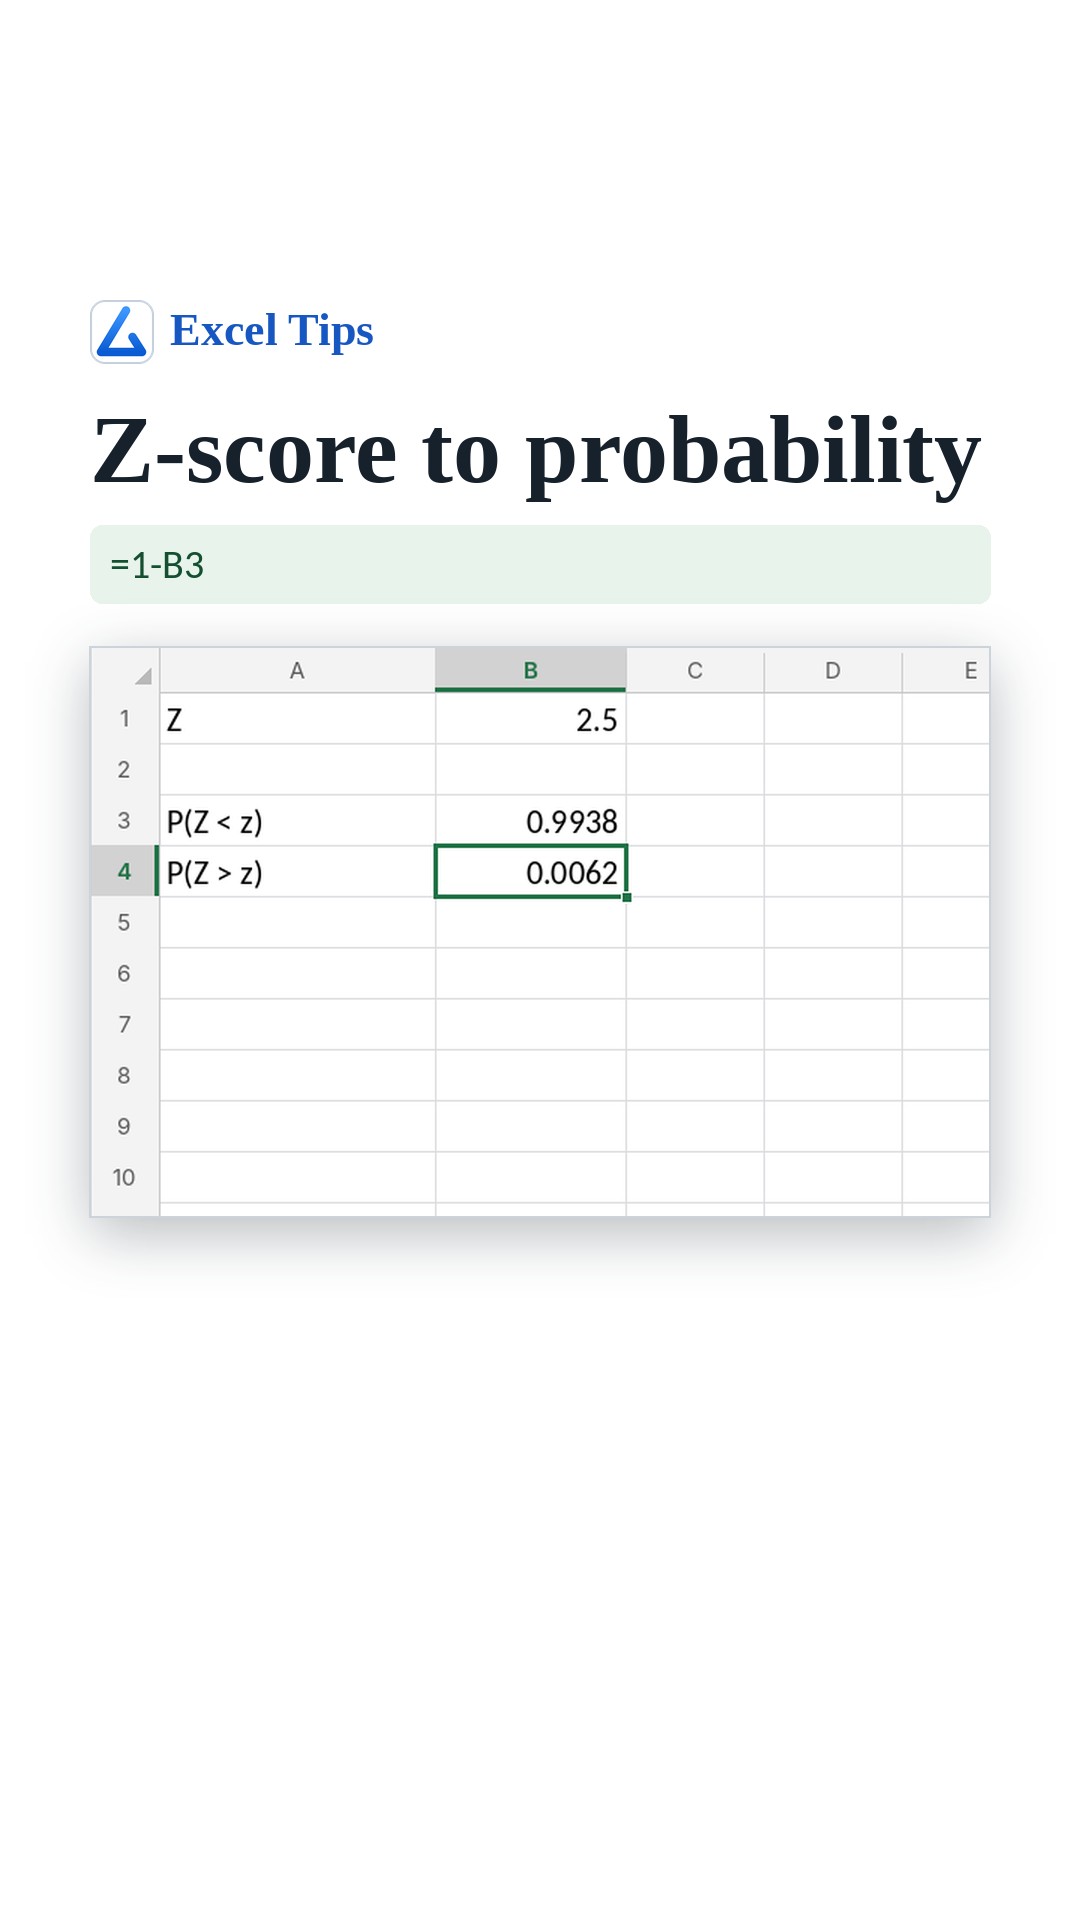 Excel Tips
Z-score to probability
=1-B3
A B C D E
1 Z 2.5
2
3 P(Z < z) 0.9938
4 P(Z > z) 0.0062
5
6
7
8
9
10